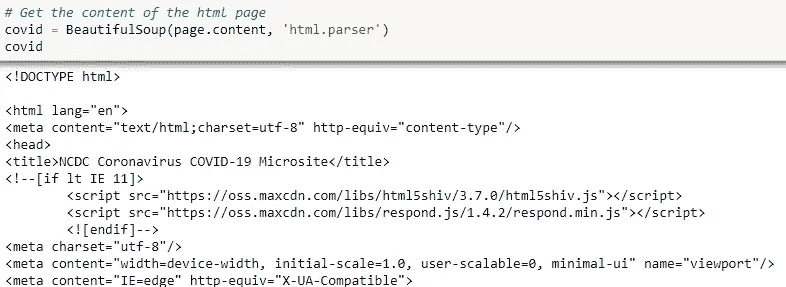 # Get the content of the html page
covid = BeautifulSoup(page.content, 'html.parser')
covid
<!DOCTYPE html>
<html lang="en">
<meta content="text/html;charset=utf-8" http-equiv="content-type"/>
<head>
<title>NCDC Coronavirus COVID-19 Microsite</title>
<!--[if lt IE 11]>
        <script src="https://oss.maxcdn.com/libs/html5shiv/3.7.0/html5shiv.js"></script>
        <script src="https://oss.maxcdn.com/libs/respond.js/1.4.2/respond.min.js"></script>
        <![endif]-->
<meta charset="utf-8"/>
<meta content="width=device-width, initial-scale=1.0, user-scalable=0, minimal-ui" name="viewport"/>
<meta content="IE=edge" http-equiv="X-UA-Compatible">